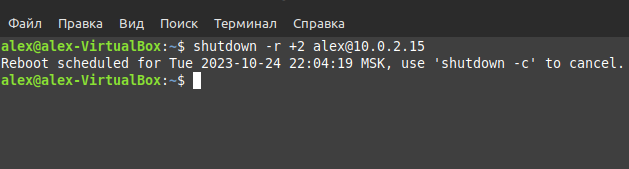 Файл Правка Вид Поиск Терминал Справка
alex@alex-VirtualBox:~$ shutdown -r +2 alex@10.0.2.15
Reboot scheduled for Tue 2023-10-24 22:04:19 MSK, use 'shutdown -c' to cancel.
alex@alex-VirtualBox:~$